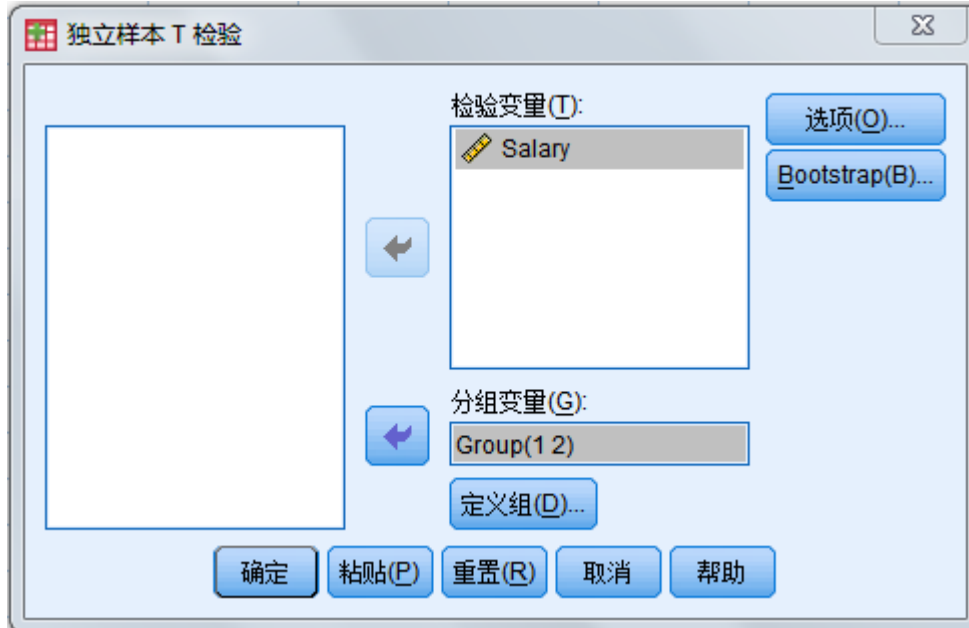 独立样本 T 检验
检验变量(T):
Salary
选项(O)...
Bootstrap(B)...
分组变量(G):
Group(1 2)
定义组(D)...
确定 粘贴(P) 重置(R) 取消 帮助